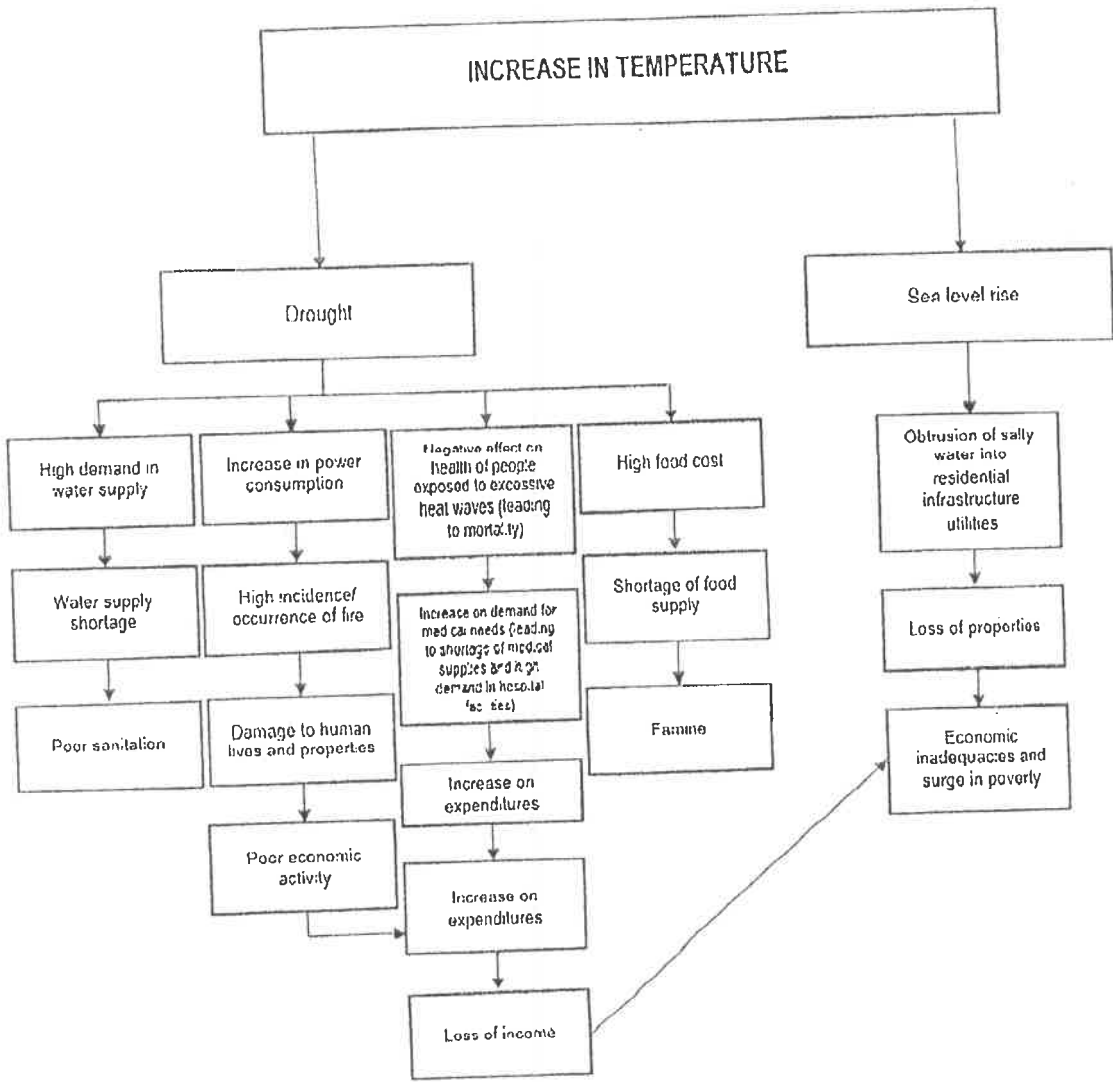 INCREASE IN TEMPERATURE
Drought
Sea level rise
High demand in
water supply
Increase in power
consumption
Negative effect on
health of people
exposed to excessive
heat waves (leading
to mortality)
High food cost
Obtrusion of salty
water into
residential
infrastructure
utilities
Water supply
shortage
High incidence/
occurrence of fire
Increase on demand for
medical needs (leading
to shortage of medical
supplies and high
demand in hospital
facilities)
Shortage of food
supply
Loss of properties
Poor sanitation
Damage to human
lives and properties
Famine
Economic
inadequacies and
surge in poverty
Increase on
expenditures
Poor economic
activity
Increase on
expenditures
Loss of income